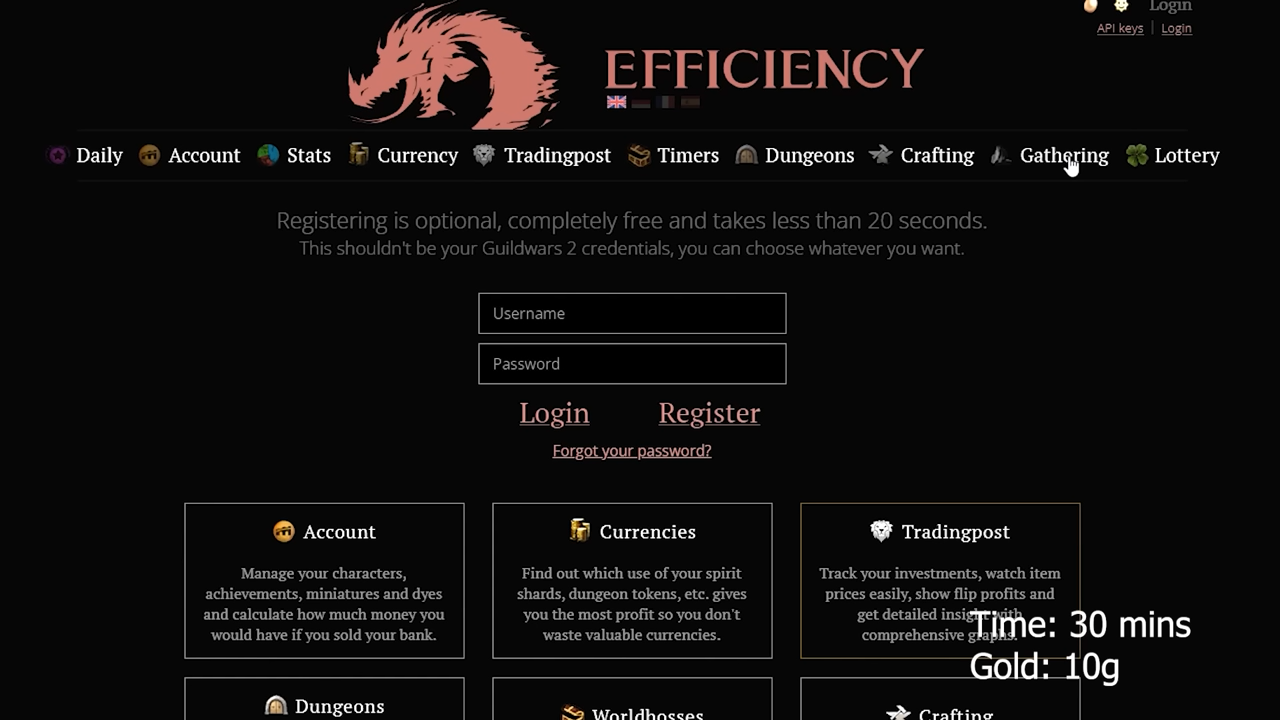 Login
API keys | Login
EFFICIENCY
Daily Account Stats Currency Tradingpost Timers Dungeons Crafting Gathering Lottery
Registering is optional, completely free and takes less than 20 seconds.
This shouldn't be your Guildwars 2 credentials, you can choose whatever you want.
Username
Password
Login Register
Forgot your password?
Account
Manage your characters,
achievements, miniatures and dyes
and calculate how much money you
would have if you sold your bank.
Currencies
Find out which use of your spirit
shards, dungeon tokens, etc. gives
you the most profit so you don't
waste valuable currencies.
Tradingpost
Track your investments, watch item
prices easily, show flip profits and
get detailed insight with
comprehensive graphs.
Time: 30 mins
Gold: 10g
Dungeons
Worldbosses
Crafting